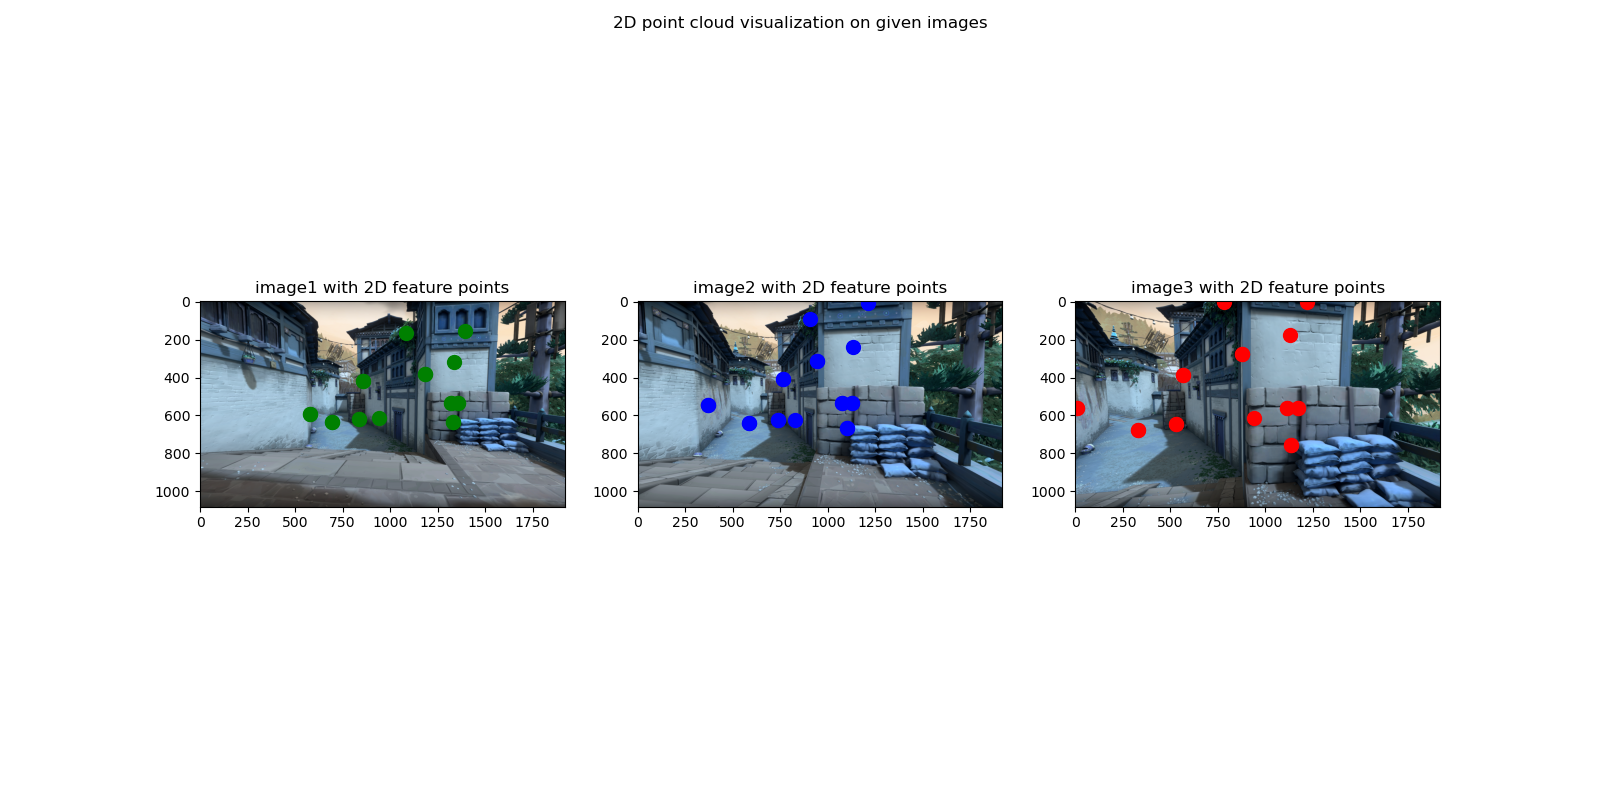 2D point cloud visualization on given images
image1 with 2D feature points
image2 with 2D feature points
image3 with 2D feature points
0
200
400
600
800
1000
0 250 500 750 1000 1250 1500 1750
0
200
400
600
800
1000
0 250 500 750 1000 1250 1500 1750
0
200
400
600
800
1000
0 250 500 750 1000 1250 1500 1750